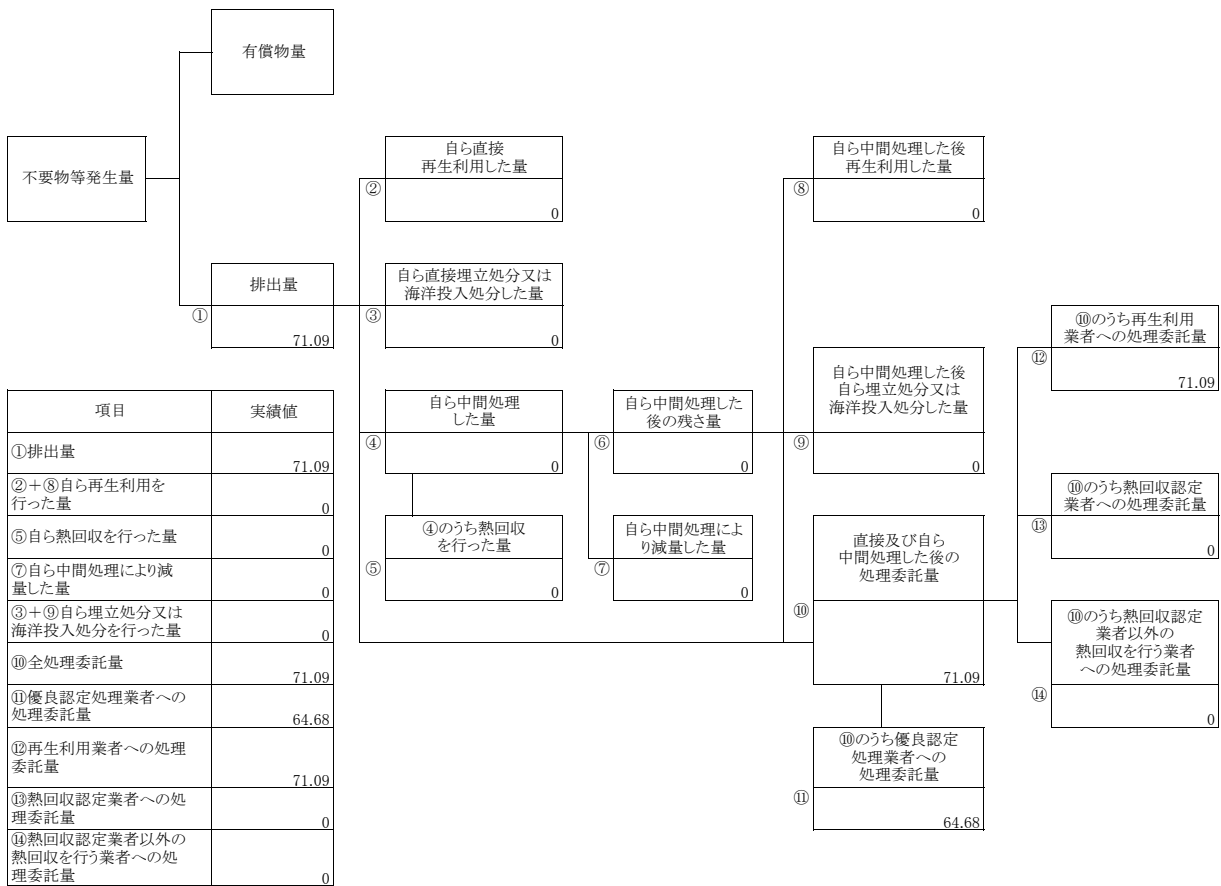 有償物量
不要物等発生量
自ら直接
再生利用した量
②
0
自ら中間処理した後
再生利用した量
⑧
0
排出量
①
71.09
自ら直接埋立処分又は
海洋投入処分した量
③
0
⑩のうち再生利用
業者への処理委託量
⑫
71.09
自ら中間処理
した量
④
0
自ら中間処理した
後の残さ量
⑥
0
自ら中間処理した後
自ら埋立処分又は
海洋投入処分した量
⑨
0
⑩のうち熱回収認定
業者への処理委託量
⑬
0
④のうち熱回収
を行った量
⑤
0
自ら中間処理によ
り減量した量
⑦
0
直接及び自ら
中間処理した後の
処理委託量
⑩
71.09
⑩のうち熱回収認定
業者以外の
熱回収を行う業者
への処理委託量
⑭
0
⑩のうち優良認定
処理業者への
処理委託量
⑪
64.68
項目 実績値
①排出量
71.09
②+⑧自ら再生利用を
行った量
0
⑤自ら熱回収を行った量
0
⑦自ら中間処理により減
量した量
0
③+⑨自ら埋立処分又は
海洋投入処分を行った量
0
⑩全処理委託量
71.09
⑪優良認定処理業者への
処理委託量
64.68
⑫再生利用業者への処理
委託量
71.09
⑬熱回収認定業者への処
理委託量
0
⑭熱回収認定業者以外の
熱回収を行う業者への処
理委託量
0